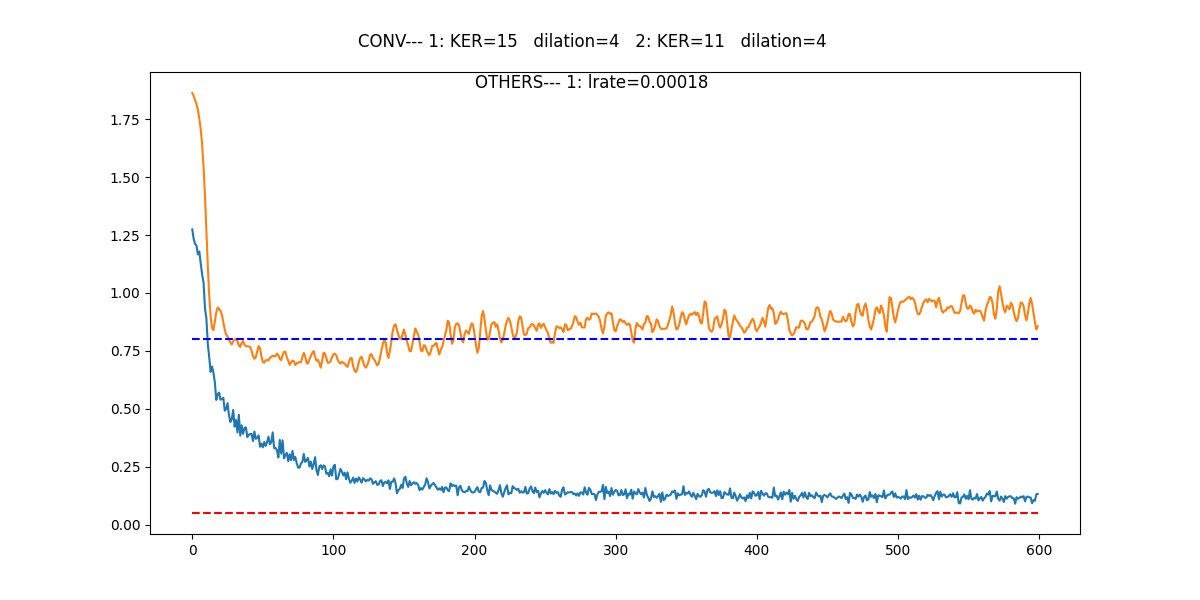 CONV--- 1: KER=15   dilation=4   2: KER=11   dilation=4
OTHERS--- 1: lrate=0.00018
1.75
1.50
1.25
1.00
0.75
0.50
0.25
0.00
0 100 200 300 400 500 600